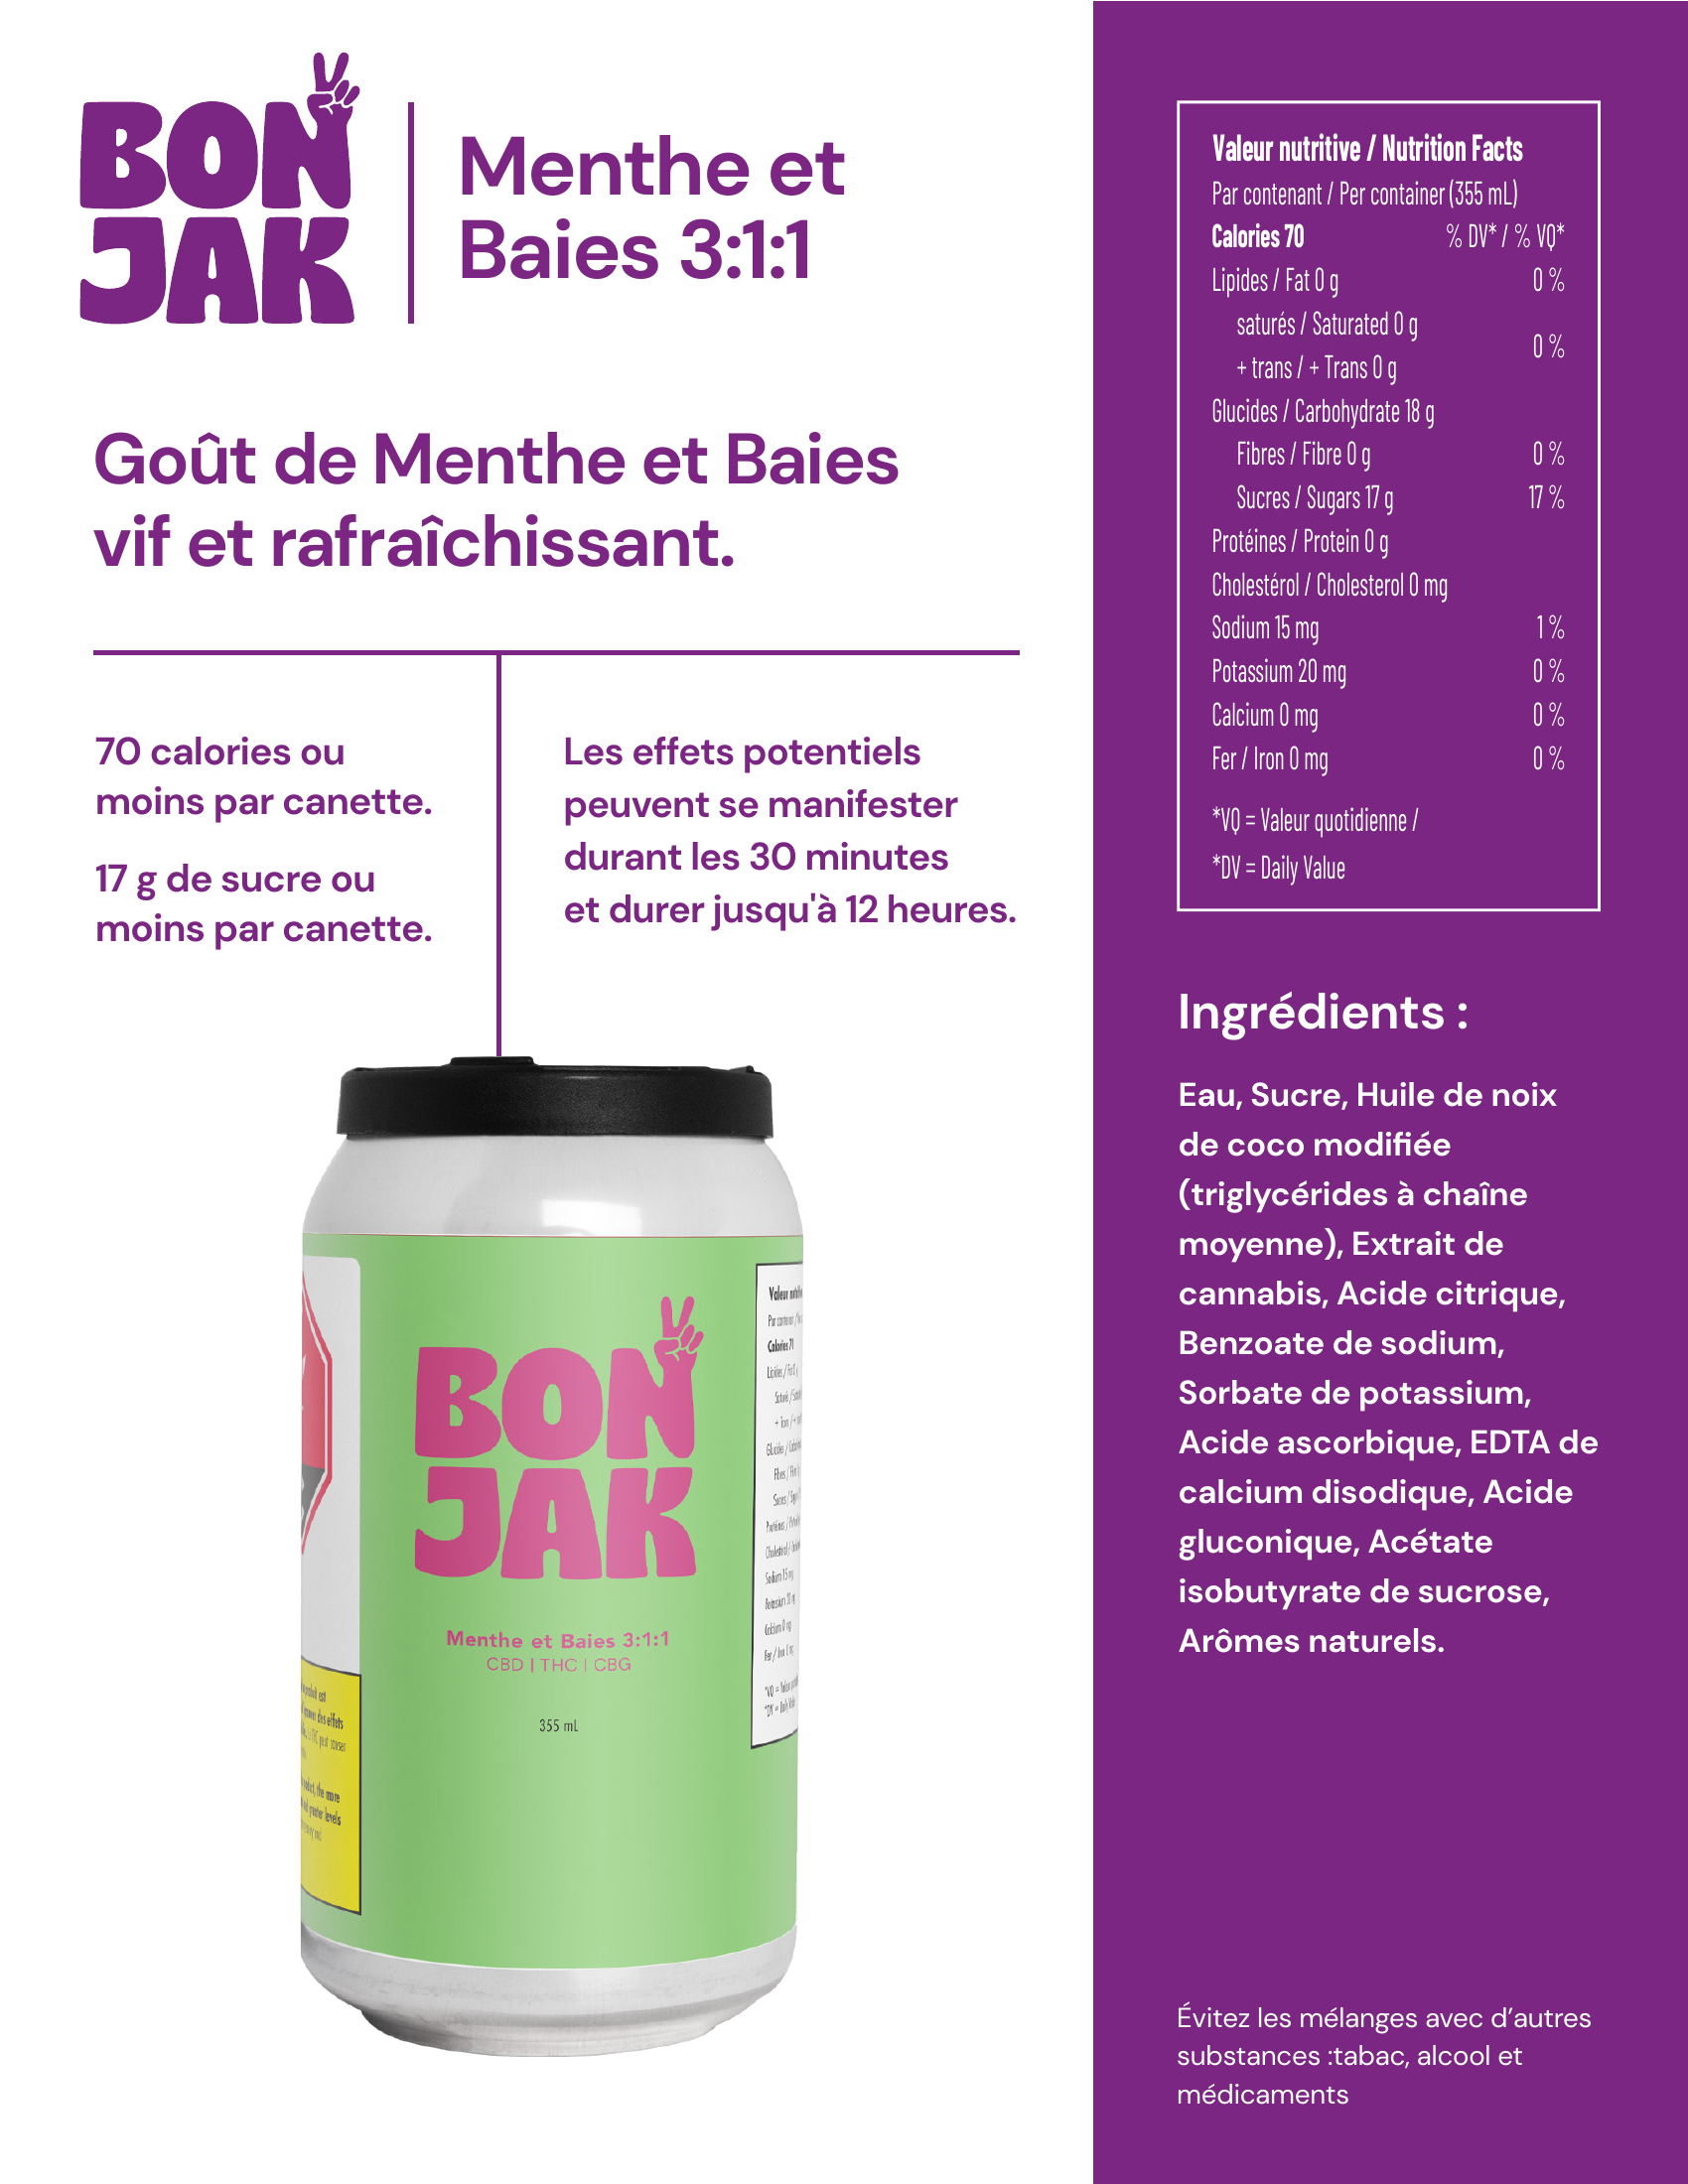 BON
JAK
Menthe et
Baies 3:1:1
Goût de Menthe et Baies
vif et rafraîchissant.
70 calories ou
moins par canette.
17 g de sucre ou
moins par canette.
Les effets potentiels
peuvent se manifester
durant les 30 minutes
et durer jusqu'à 12 heures.
BON
JAK
Menthe et Baies 3:1:1
CBD | THC | CBG
355 mL
Valeur
Calories 70
Valeur nutritive / Nutrition Facts
Par contenant / Per container (355 mL)
Calories 70 % DV* / % VQ*
Lipides / Fat 0 g 0 %
saturés / Saturated 0 g
0 %
+ trans / + Trans 0 g
Glucides / Carbohydrate 18 g
Fibres / Fibre 0 g 0 %
Sucres / Sugars 17 g 17 %
Protéines / Protein 0 g
Cholestérol / Cholesterol 0 mg
Sodium 15 mg 1 %
Potassium 20 mg 0 %
Calcium 0 mg 0 %
Fer / Iron 0 mg 0 %
*VQ = Valeur quotidienne /
*DV = Daily Value
Ingrédients :
Eau, Sucre, Huile de noix
de coco modifiée
(triglycérides à chaîne
moyenne), Extrait de
cannabis, Acide citrique,
Benzoate de sodium,
Sorbate de potassium,
Acide ascorbique, EDTA de
calcium disodique, Acide
gluconique, Acétate
isobutyrate de sucrose,
Arômes naturels.
Évitez les mélanges avec d’autres
substances :tabac, alcool et
médicaments